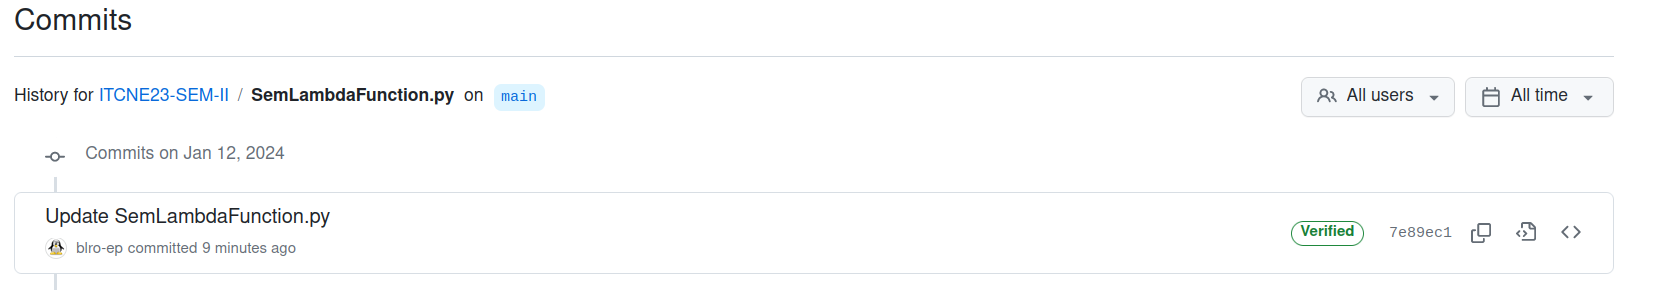 Commits
History for ITCNE23-SEM-II / SemLambdaFunction.py on main
All users
All time
Commits on Jan 12, 2024
Update SemLambdaFunction.py
Verified
7e89ec1
blro-ep committed 9 minutes ago